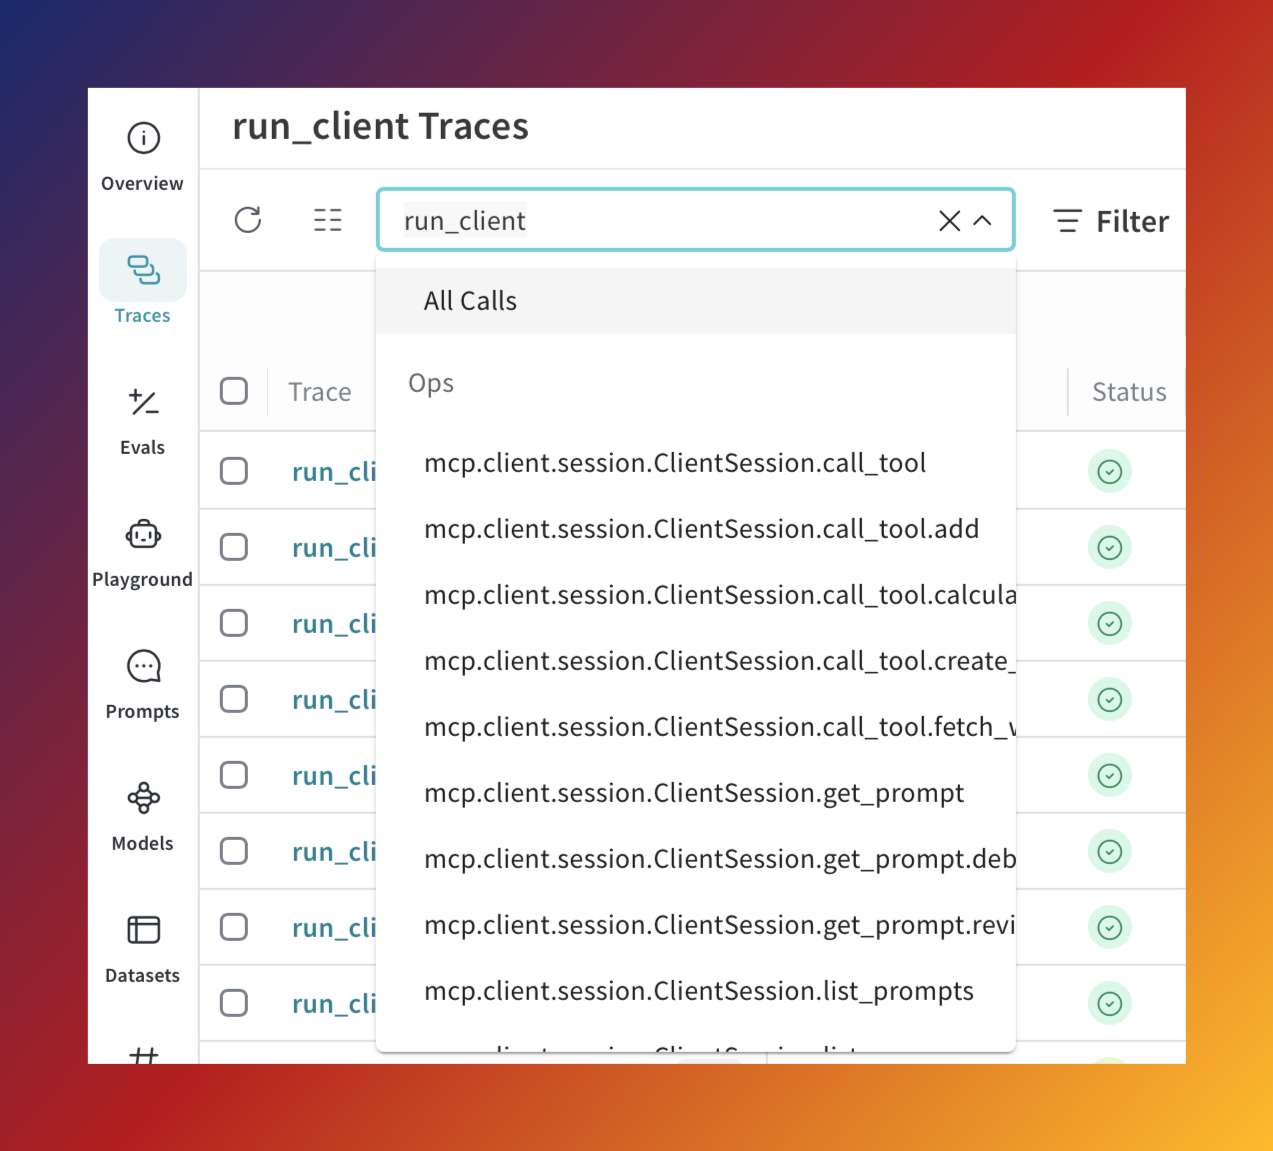 run_client Traces
Overview
Traces
Evals
Playground
Prompts
Models
Datasets
run_client
Filter
All Calls
Ops
Trace
Status
mcp.client.session.ClientSession.call_tool
mcp.client.session.ClientSession.call_tool.add
mcp.client.session.ClientSession.call_tool.calcula
mcp.client.session.ClientSession.call_tool.create_
mcp.client.session.ClientSession.call_tool.fetch_
mcp.client.session.ClientSession.get_prompt
mcp.client.session.ClientSession.get_prompt.deb
mcp.client.session.ClientSession.get_prompt.revi
mcp.client.session.ClientSession.list_prompts
run_cli
run_cli
run_cli
run_cli
run_cli
run_cli
run_cli
run_cli